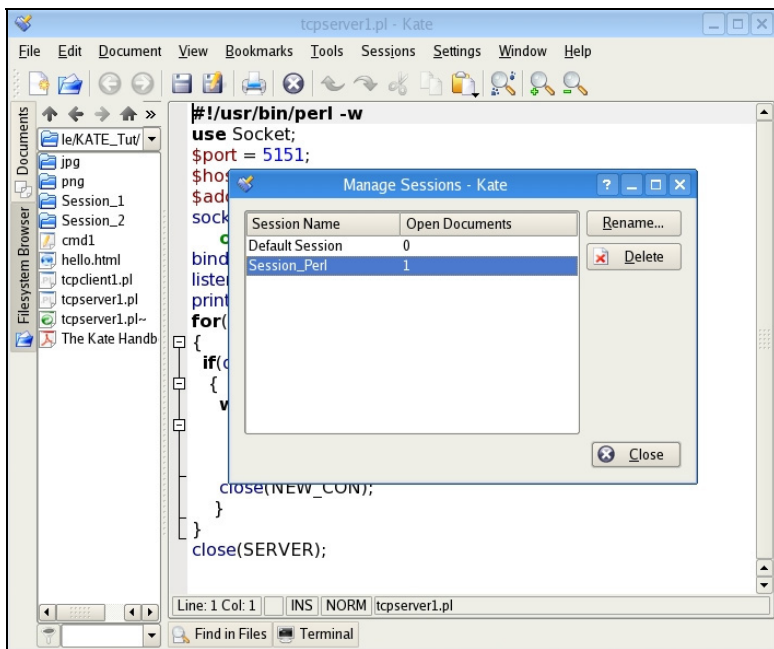 tcpserver1.pl - Kate
File Edit Document View Bookmarks Tools Sessions Settings Window Help
Documents
Filesystem Browser
le/KATE_Tut/
jpg
png
Session_1
Session_2
cmd1
hello.html
tcpclient1.pl
tcpserver1.pl
tcpserver1.pl~
The Kate Handb
#!/usr/bin/perl -w
use Socket;
$port = 5151;
$hos
$add
sock
bind
lister
print
for(
{
if(
{
w
close(NEW_CON);
}
}
close(SERVER);
Manage Sessions - Kate
Session Name Open Documents
Default Session 0
Session_Perl 1
Rename...
Delete
Close
Line: 1 Col: 1 INS NORM tcpserver1.pl
Find in Files Terminal